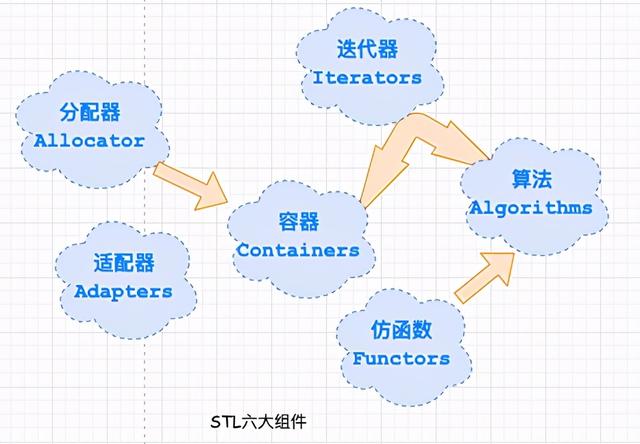 迭代器
Iterators
分配器
Allocator
算法
Algorithms
容器
Containers
适配器
Adapters
仿函数
Functors
STL六大组件